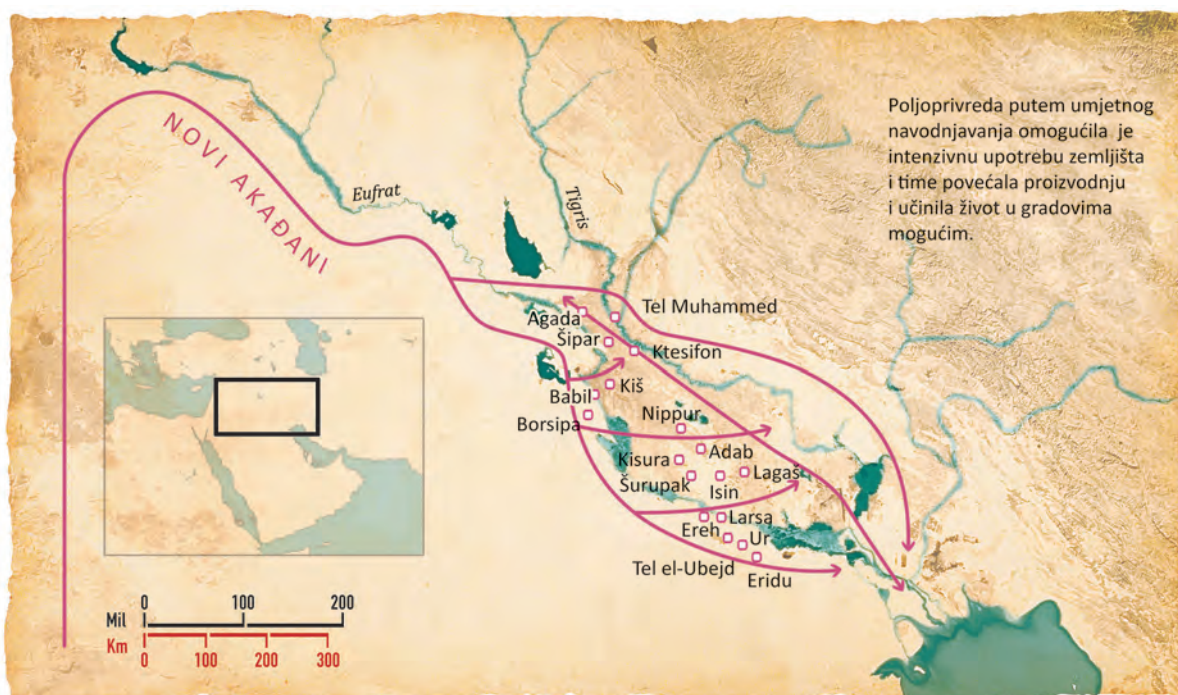 Poljoprivreda putem umjetnog
navodnjavanja omogućila je
intenzivnu upotrebu zemljišta
i time povećala proizvodnju
i učinila život u gradovima
mogućim.
NOVI AKAĐANI
Eufrat
Tigris
Tel Muhammed
Agada
Šipar
Ktesifon
Kiš
Babil
Borsipa
Nippur
Adab
Kisura
Lagaš
Šurupak
Isin
Larsa
Ereh
Ur
Tel el-Ubejd
Eridu
0 100 200
Mil
Km
0 100 200 300